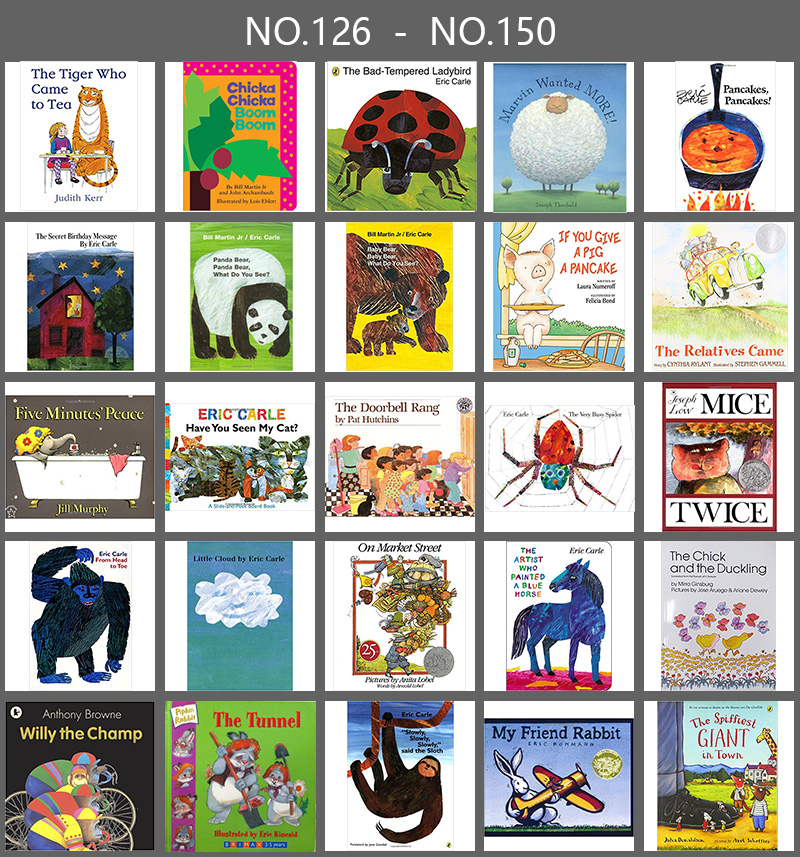 NO.126 - NO.150
The Tiger Who
Came
to Tea
Judith Kerr
Chicka
Chicka
Boom
Boom
By Bill Martin Jr
and John Archambault
Illustrated by Lois Ehlert
The Bad-Tempered Ladybird
Eric Carle
Marvin Wanted MORE!
Joseph Theobald
ERIC
CARLE
Pancakes,
Pancakes!
The Secret Birthday Message
By Eric Carle
Bill Martin Jr / Eric Carle
Panda Bear,
Panda Bear,
What Do You See?
Bill Martin Jr / Eric Carle
Baby Bear,
Baby Bear,
What Do You See?
IF YOU GIVE
A PIG
A PANCAKE
WRITTEN BY
Laura Numeroff
ILLUSTRATED BY
Felicia Bond
The Relatives Came
Story by CYNTHIA RYLANT Illustrated by STEPHEN GAMMELL
Five Minutes' Peace
Jill Murphy
ERIC CARLE
Have You Seen My Cat?
A Slide-and-Peek Board Book
The Doorbell Rang
by Pat Hutchins
Eric Carle The Very Busy Spider
Joseph
Low
MICE
TWICE
Eric Carle
From Head
to Toe
Little Cloud by Eric Carle
On Market Street
25
Pictures by Anita Lobel
Words by Arnold Lobel
THE
ARTIST
WHO
PAINTED
A BLUE
HORSE
Eric Carle
The Chick
and the Duckling
by Mirra Ginsburg
Pictures by Jose Aruego & Ariane Dewey
Anthony Browne
Willy the Champ
Pipkin
Rabbit
The Tunnel
Illustrated by Eric Kincaid
BRIMAX 3-5 years
Eric Carle
"Slowly,
Slowly,
Slowly,"
said the Sloth
Foreword by Jane Goodall
My Friend Rabbit
ERIC ROHMANN
The Spiffiest
GIANT
in Town
Julia Donaldson
Axel Scheffler